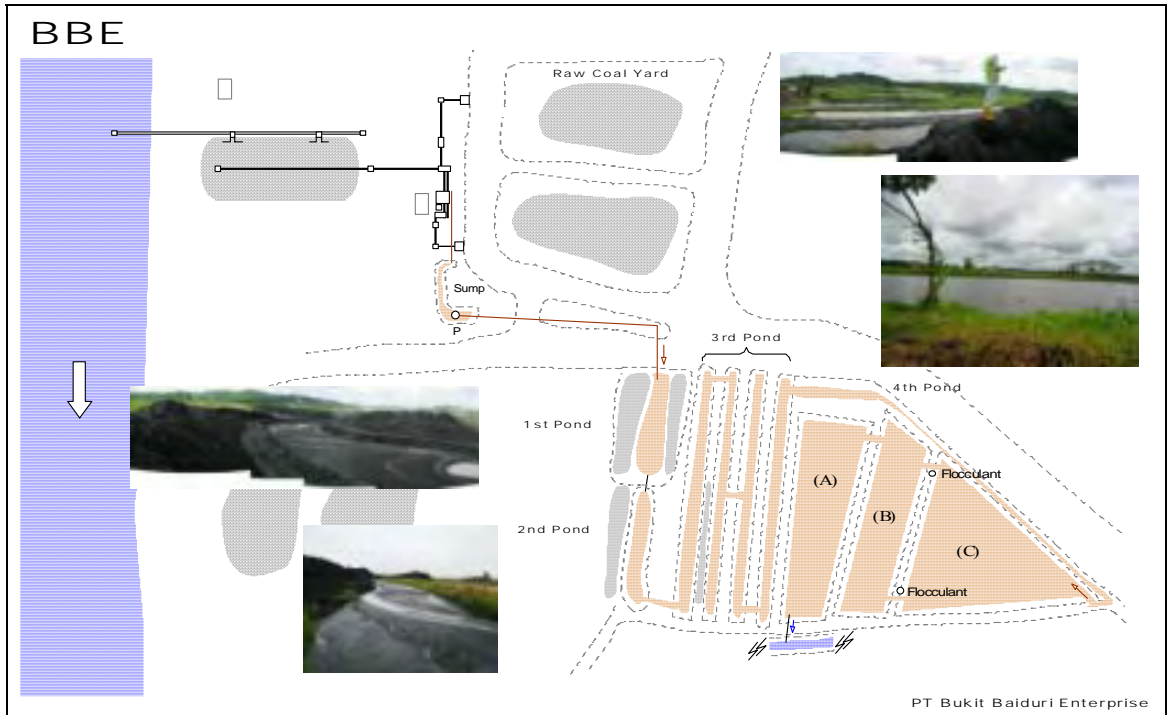 BBE
Raw Coal Yard
Sump
P
3rd Pond
4th Pond
1st Pond
Flocculant
(A)
(B)
2nd Pond
(C)
Flocculant
PT Bukit Baiduri Enterprise